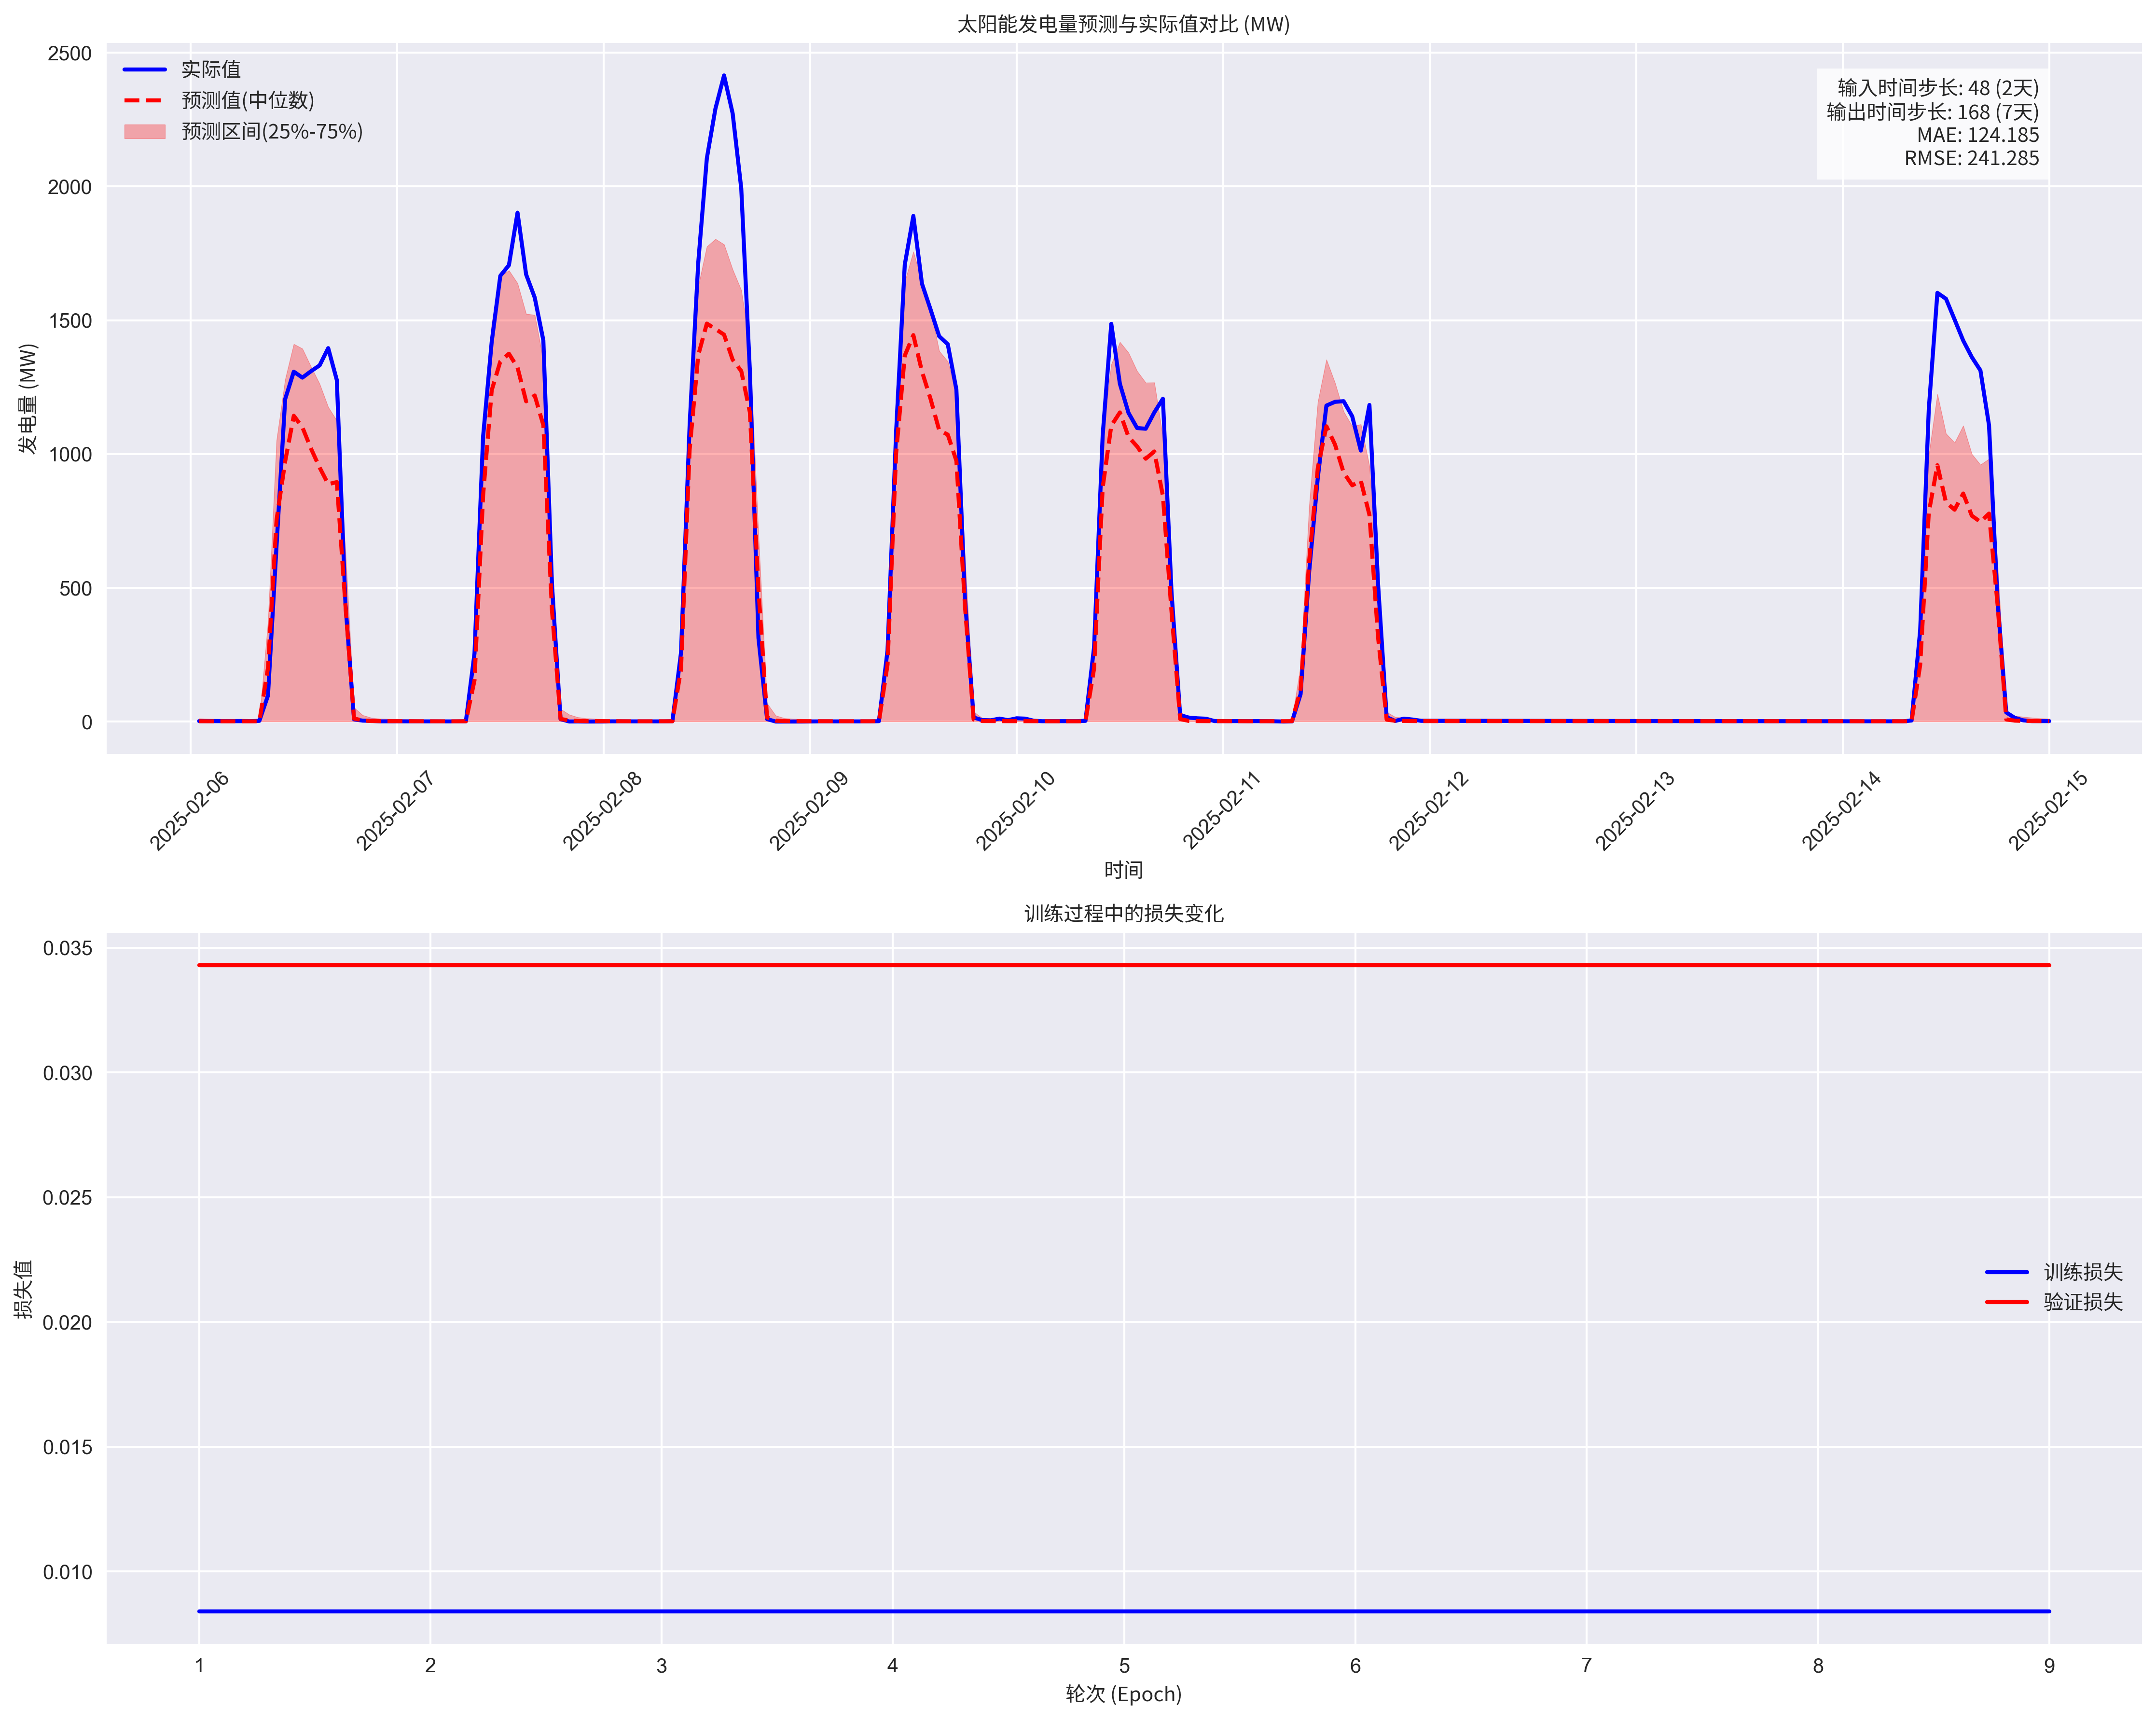 太阳能发电量预测与实际值对比 (MW)
2500
2000
1500
1000
500
0
发电量 (MW)
实际值
预测值(中位数)
预测区间(25%-75%)
输入时间步长: 48 (2天)
输出时间步长: 168 (7天)
MAE: 124.185
RMSE: 241.285
2025-02-06
2025-02-07
2025-02-08
2025-02-09
2025-02-10
2025-02-11
2025-02-12
2025-02-13
2025-02-14
2025-02-15
时间
训练过程中的损失变化
0.035
0.030
0.025
0.020
0.015
0.010
损失值
训练损失
验证损失
1
2
3
4
5
6
7
8
9
轮次 (Epoch)